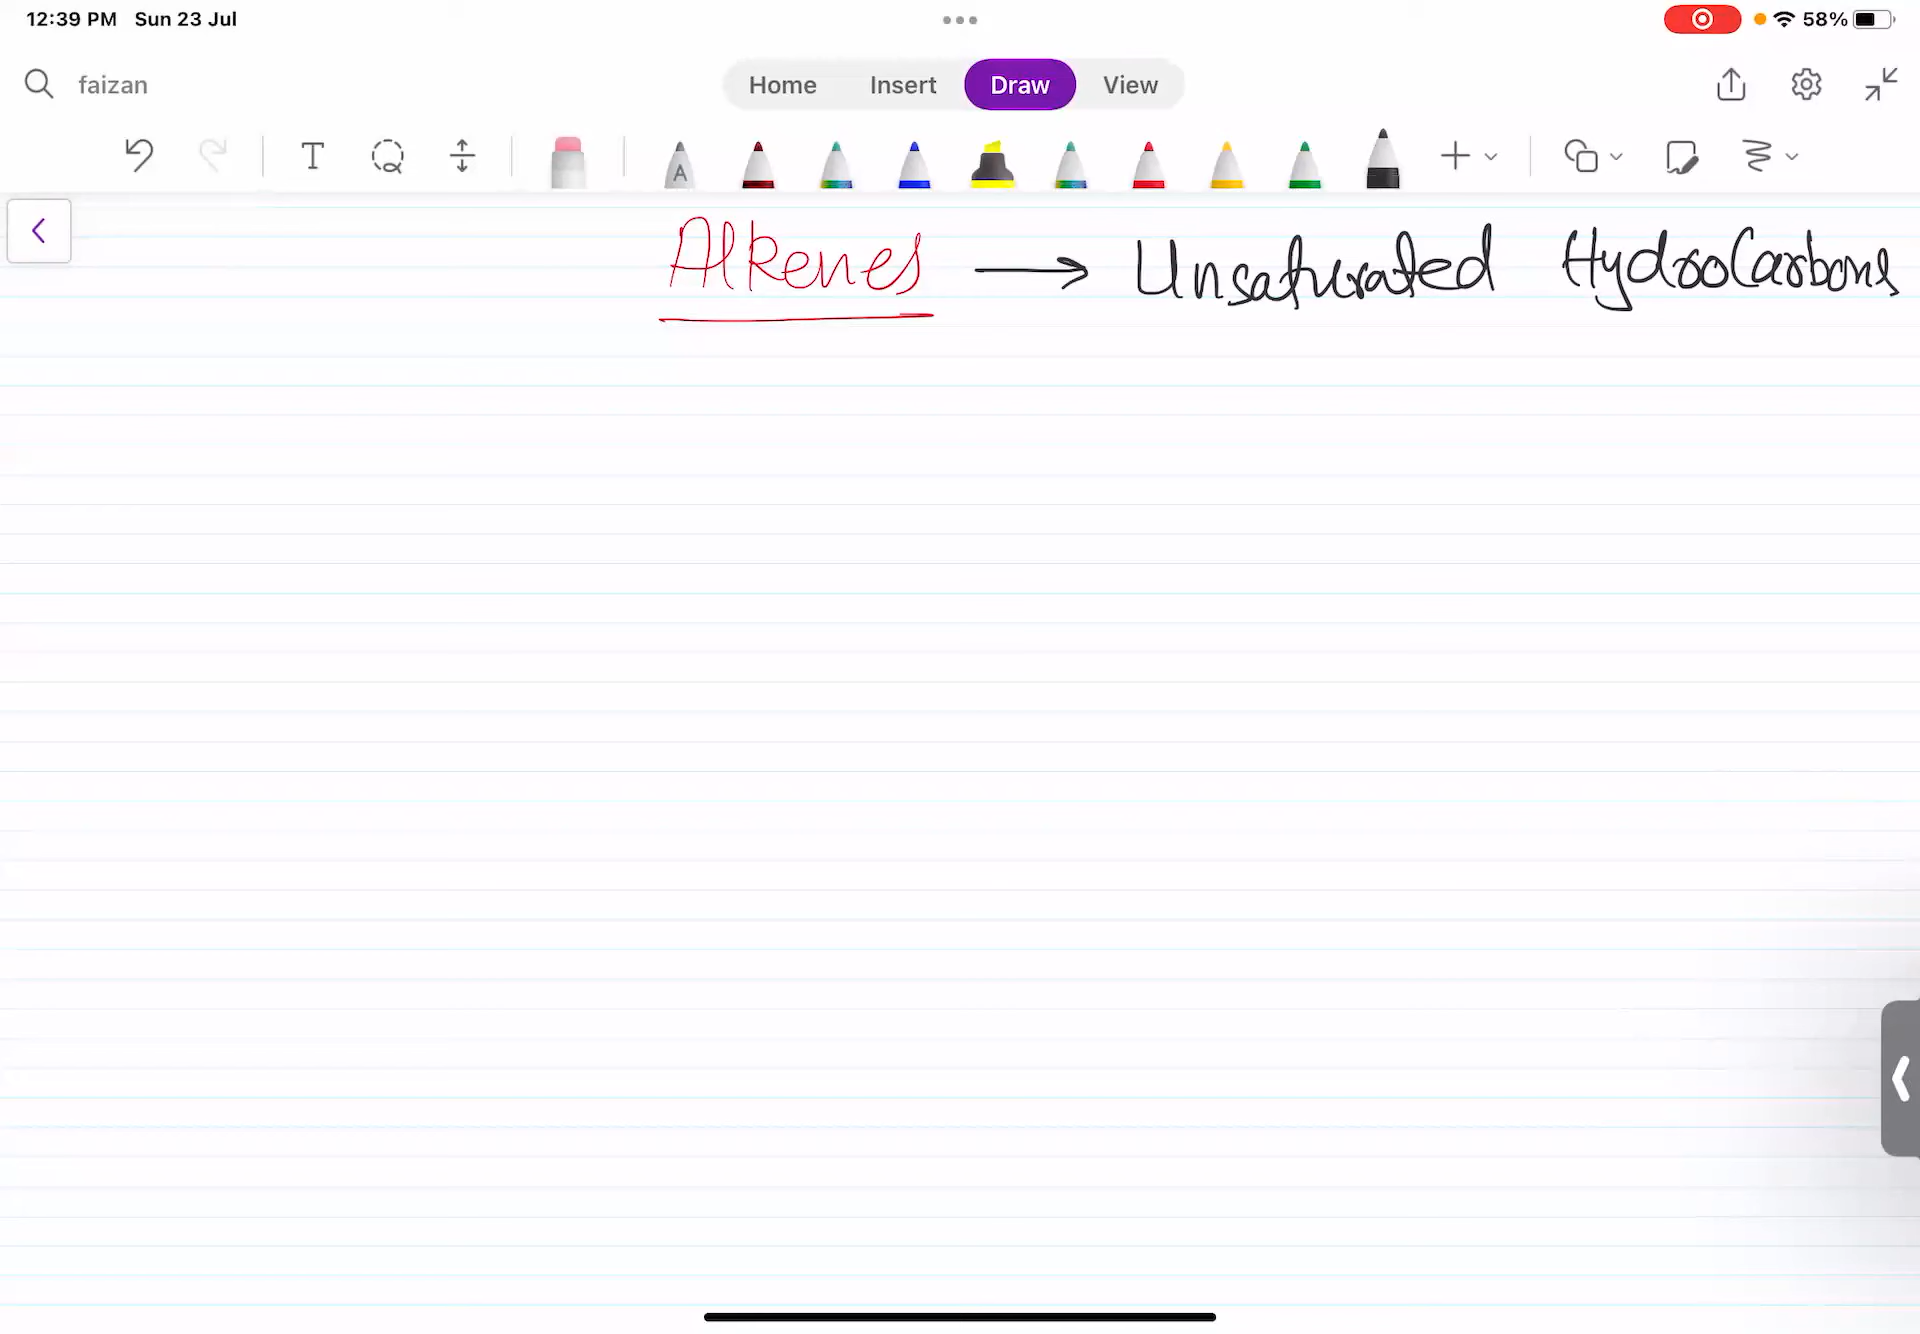 12:39 PM Sun 23 Jul 58%
faizan Home Insert Draw View
T A
Alkenes → Unsaturated HydroCarbons